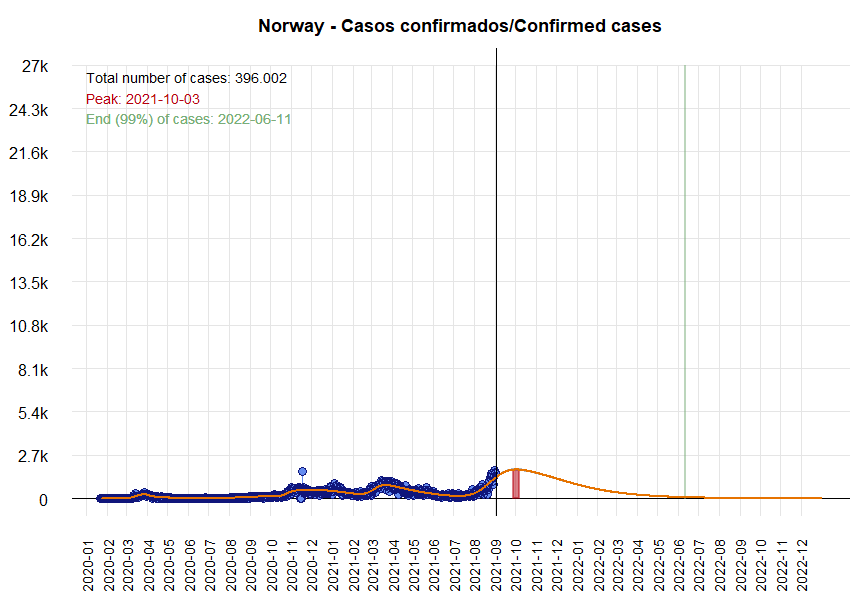 Norway - Casos confirmados/Confirmed cases
Total number of cases: 396.002
Peak: 2021-10-03
End (99%) of cases: 2022-06-11
27k
24.3k
21.6k
18.9k
16.2k
13.5k
10.8k
8.1k
5.4k
2.7k
0
2020-01
2020-02
2020-03
2020-04
2020-05
2020-06
2020-07
2020-08
2020-09
2020-10
2020-11
2020-12
2021-01
2021-02
2021-03
2021-04
2021-05
2021-06
2021-07
2021-08
2021-09
2021-10
2021-11
2021-12
2022-01
2022-02
2022-03
2022-04
2022-05
2022-06
2022-07
2022-08
2022-09
2022-10
2022-11
2022-12